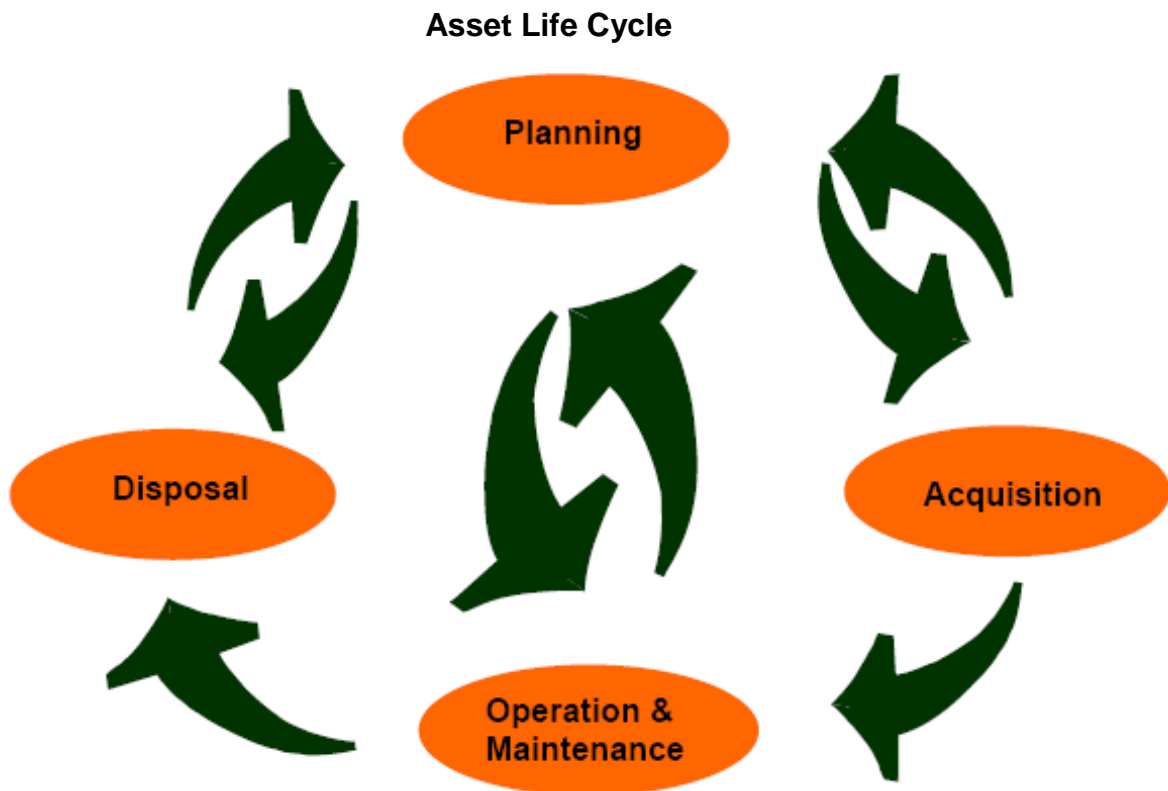 Asset Life Cycle
Planning
Disposal
Acquisition
Operation &
Maintenance